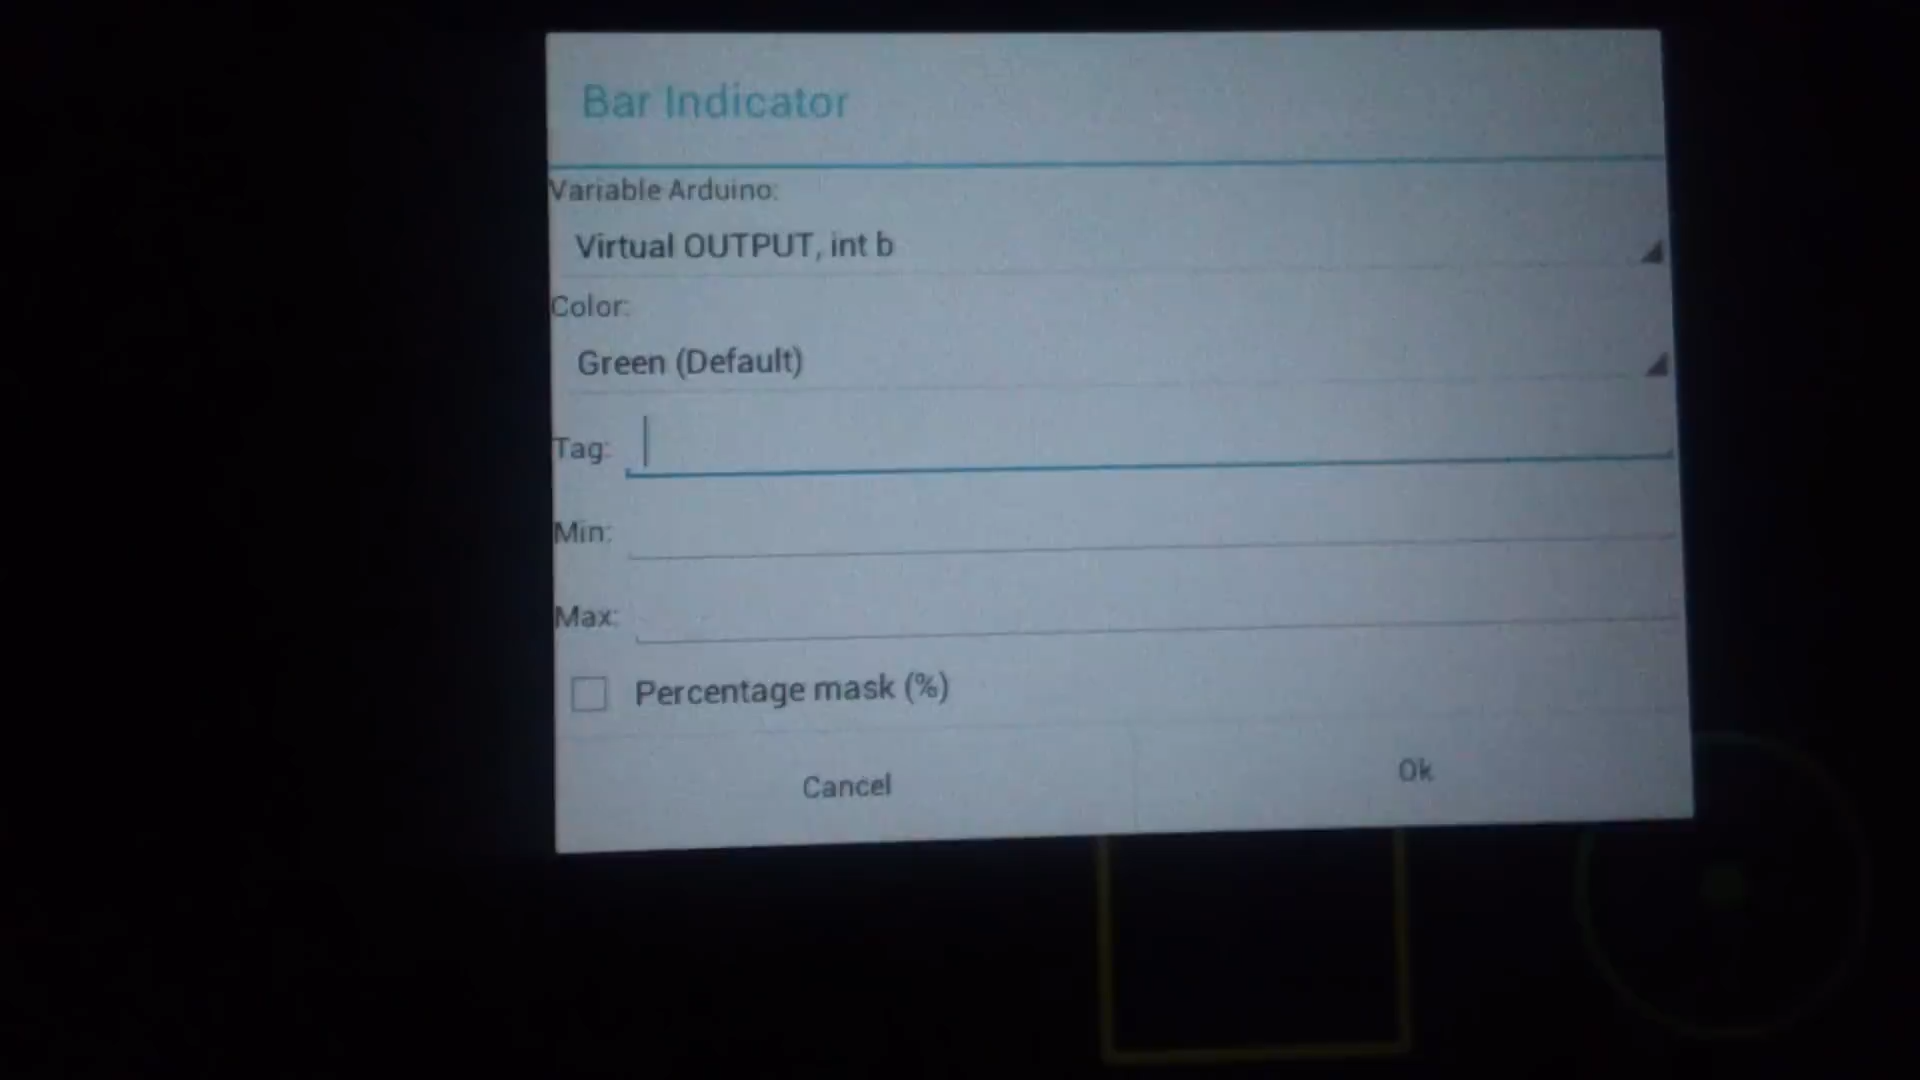 Bar Indicator
Variable Arduino:
Virtual OUTPUT, int b
Color:
Green (Default)
Tag:
Min:
Max:
Percentage mask (%)
Cancel
Ok